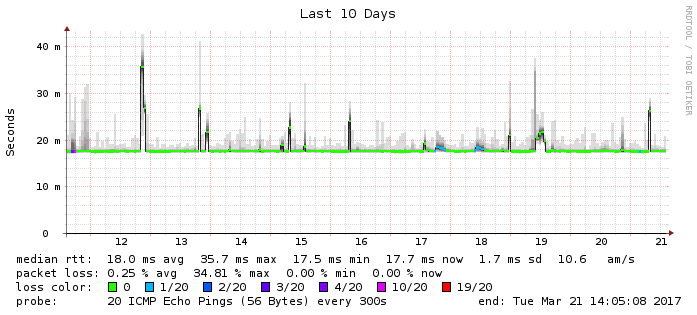 Last 10 Days
RRDTOOL / TOBI OETIKER
Seconds
40 m
30 m
20 m
10 m
0
12 13 14 15 16 17 18 19 20 21
median rtt: 18.0 ms avg 35.7 ms max 17.5 ms min 17.7 ms now 1.7 ms sd 10.6 am/s
packet loss: 0.25 % avg 34.81 % max 0.00 % min 0.00 % now
loss color: 0 1/20 2/20 3/20 4/20 10/20 19/20
probe: 20 ICMP Echo Pings (56 Bytes) every 300s end: Tue Mar 21 14:05:08 2017